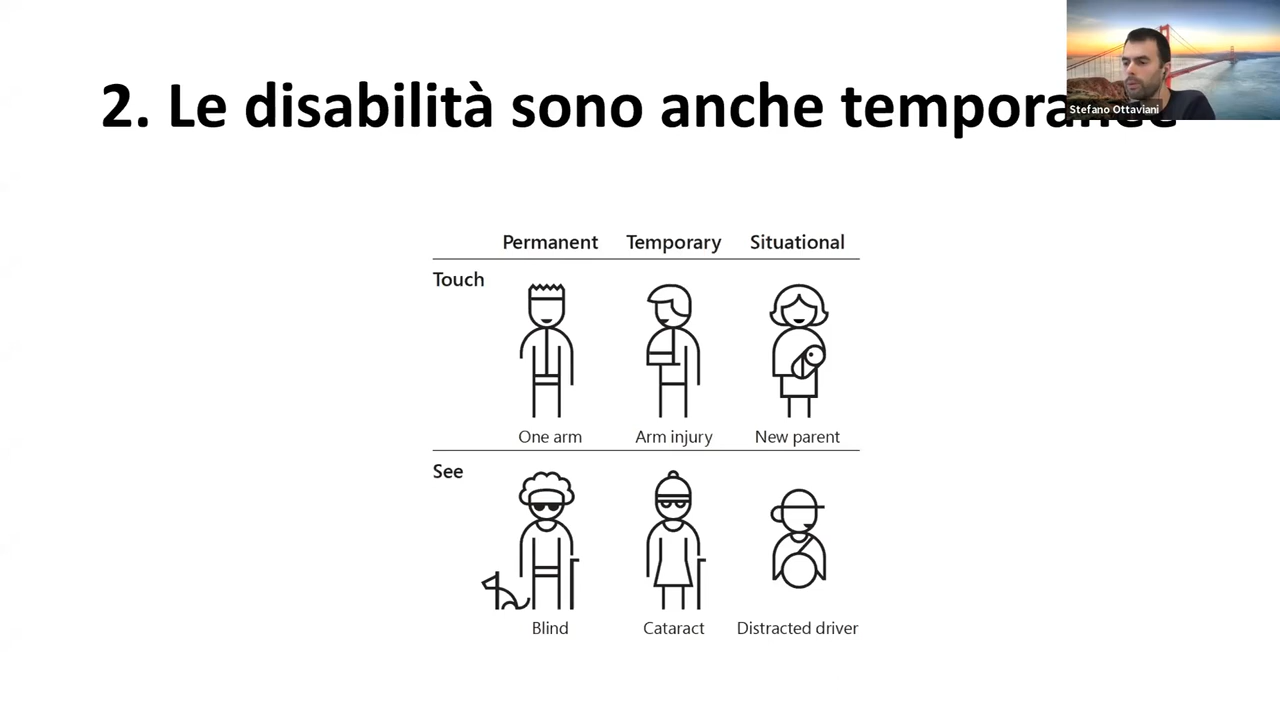 2. Le disabilità sono anche
Stefano Ottaviani
Permanent Temporary Situational
Touch
One arm Arm injury New parent
See
Blind Cataract Distracted driver